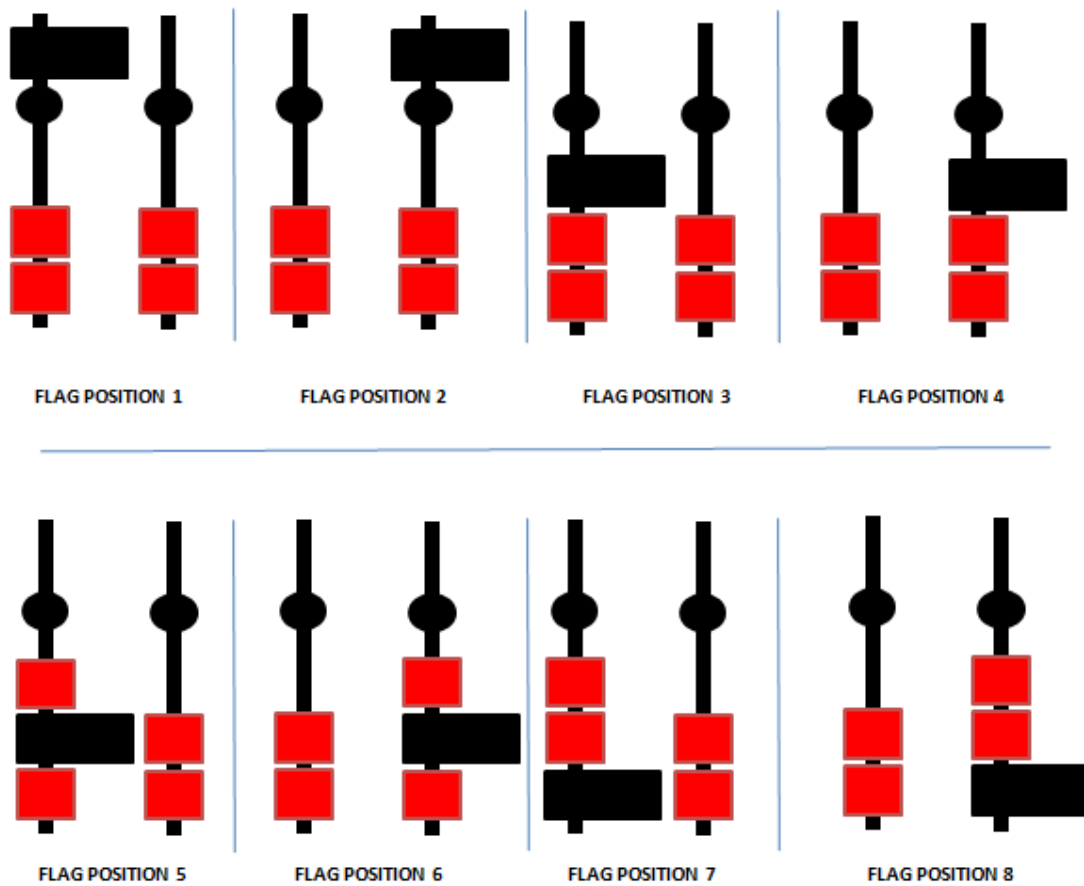 FLAG POSITION 1
FLAG POSITION 2
FLAG POSITION 3
FLAG POSITION 4
FLAG POSITION 5
FLAG POSITION 6
FLAG POSITION 7
FLAG POSITION 8